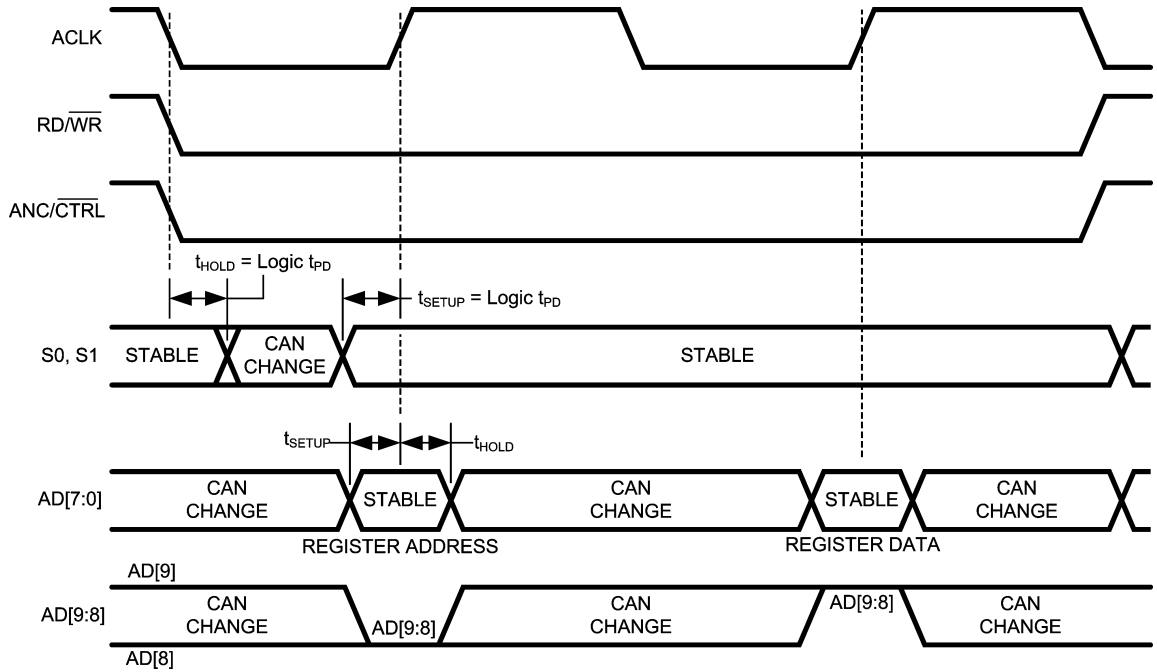 ACLK
RD/WR
ANC/CTRL
tHOLD = Logic tPD
tSETUP = Logic tPD
S0, S1
STABLE
CAN
CHANGE
STABLE
tSETUP
tHOLD
AD[7:0]
CAN
CHANGE
STABLE
CAN
CHANGE
STABLE
CAN
CHANGE
REGISTER ADDRESS
REGISTER DATA
AD[9]
AD[9:8]
CAN
CHANGE
AD[9:8]
CAN
CHANGE
AD[9:8]
CAN
CHANGE
AD[8]